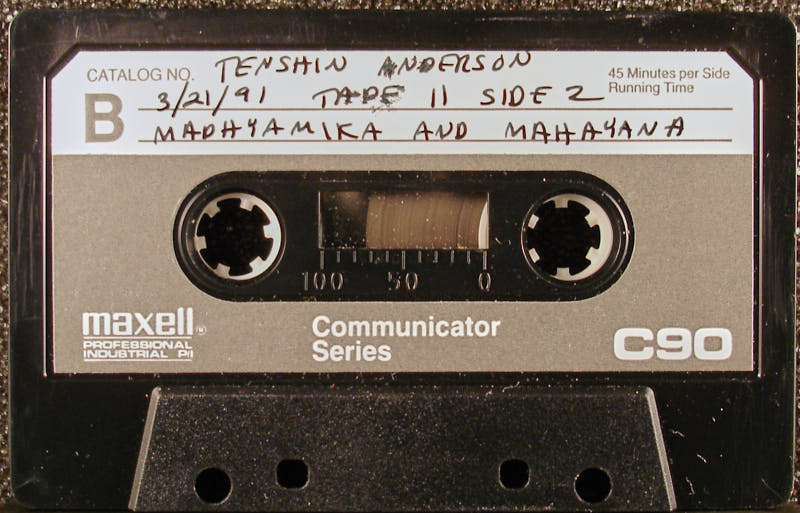 CATALOG NO. TENSHIN ANDERSON
45 Minutes per Side
Running Time
B 3/21/91 TAPE 11 SIDE 2
MADHYAMIKA AND MAHAYANA
100 50 0
maxell®
PROFESSIONAL
INDUSTRIAL P/I
Communicator
Series
C90